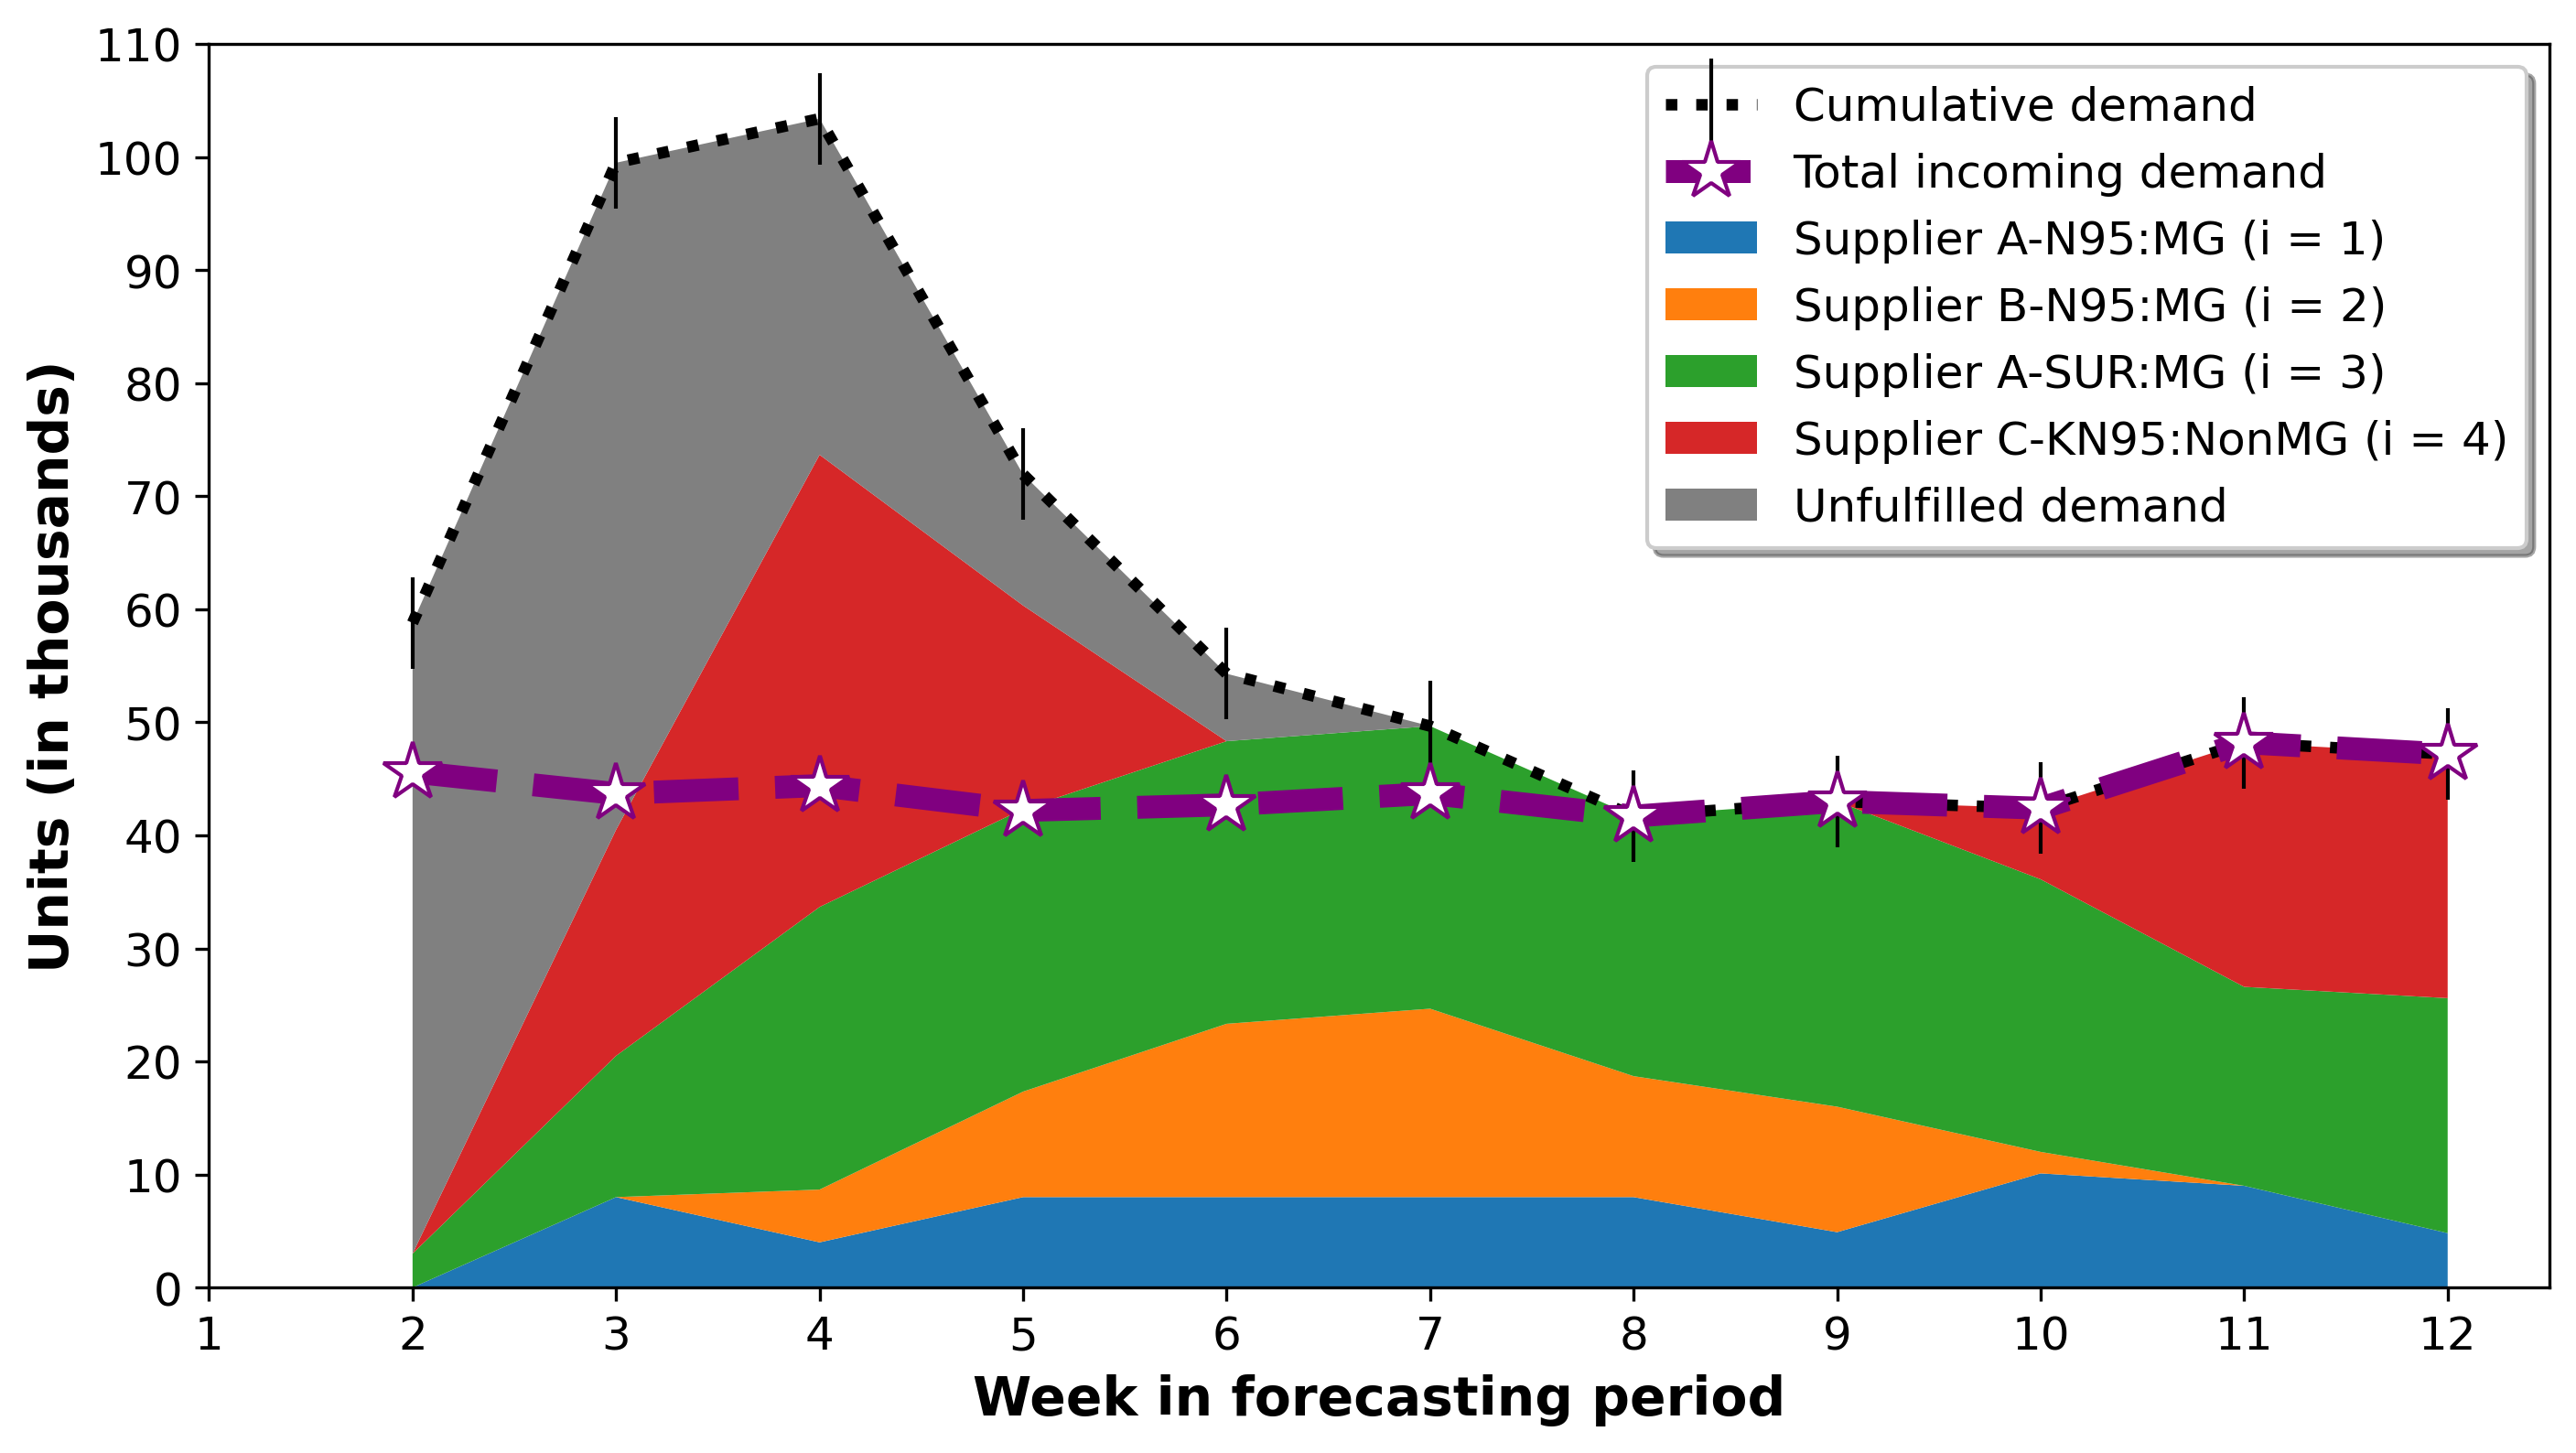 110
100
90
80
70
60
50
40
30
20
10
0
Units (in thousands)
Cumulative demand
Total incoming demand
Supplier A-N95:MG (i = 1)
Supplier B-N95:MG (i = 2)
Supplier A-SUR:MG (i = 3)
Supplier C-KN95:NonMG (i = 4)
Unfulfilled demand
1 2 3 4 5 6 7 8 9 10 11 12
Week in forecasting period